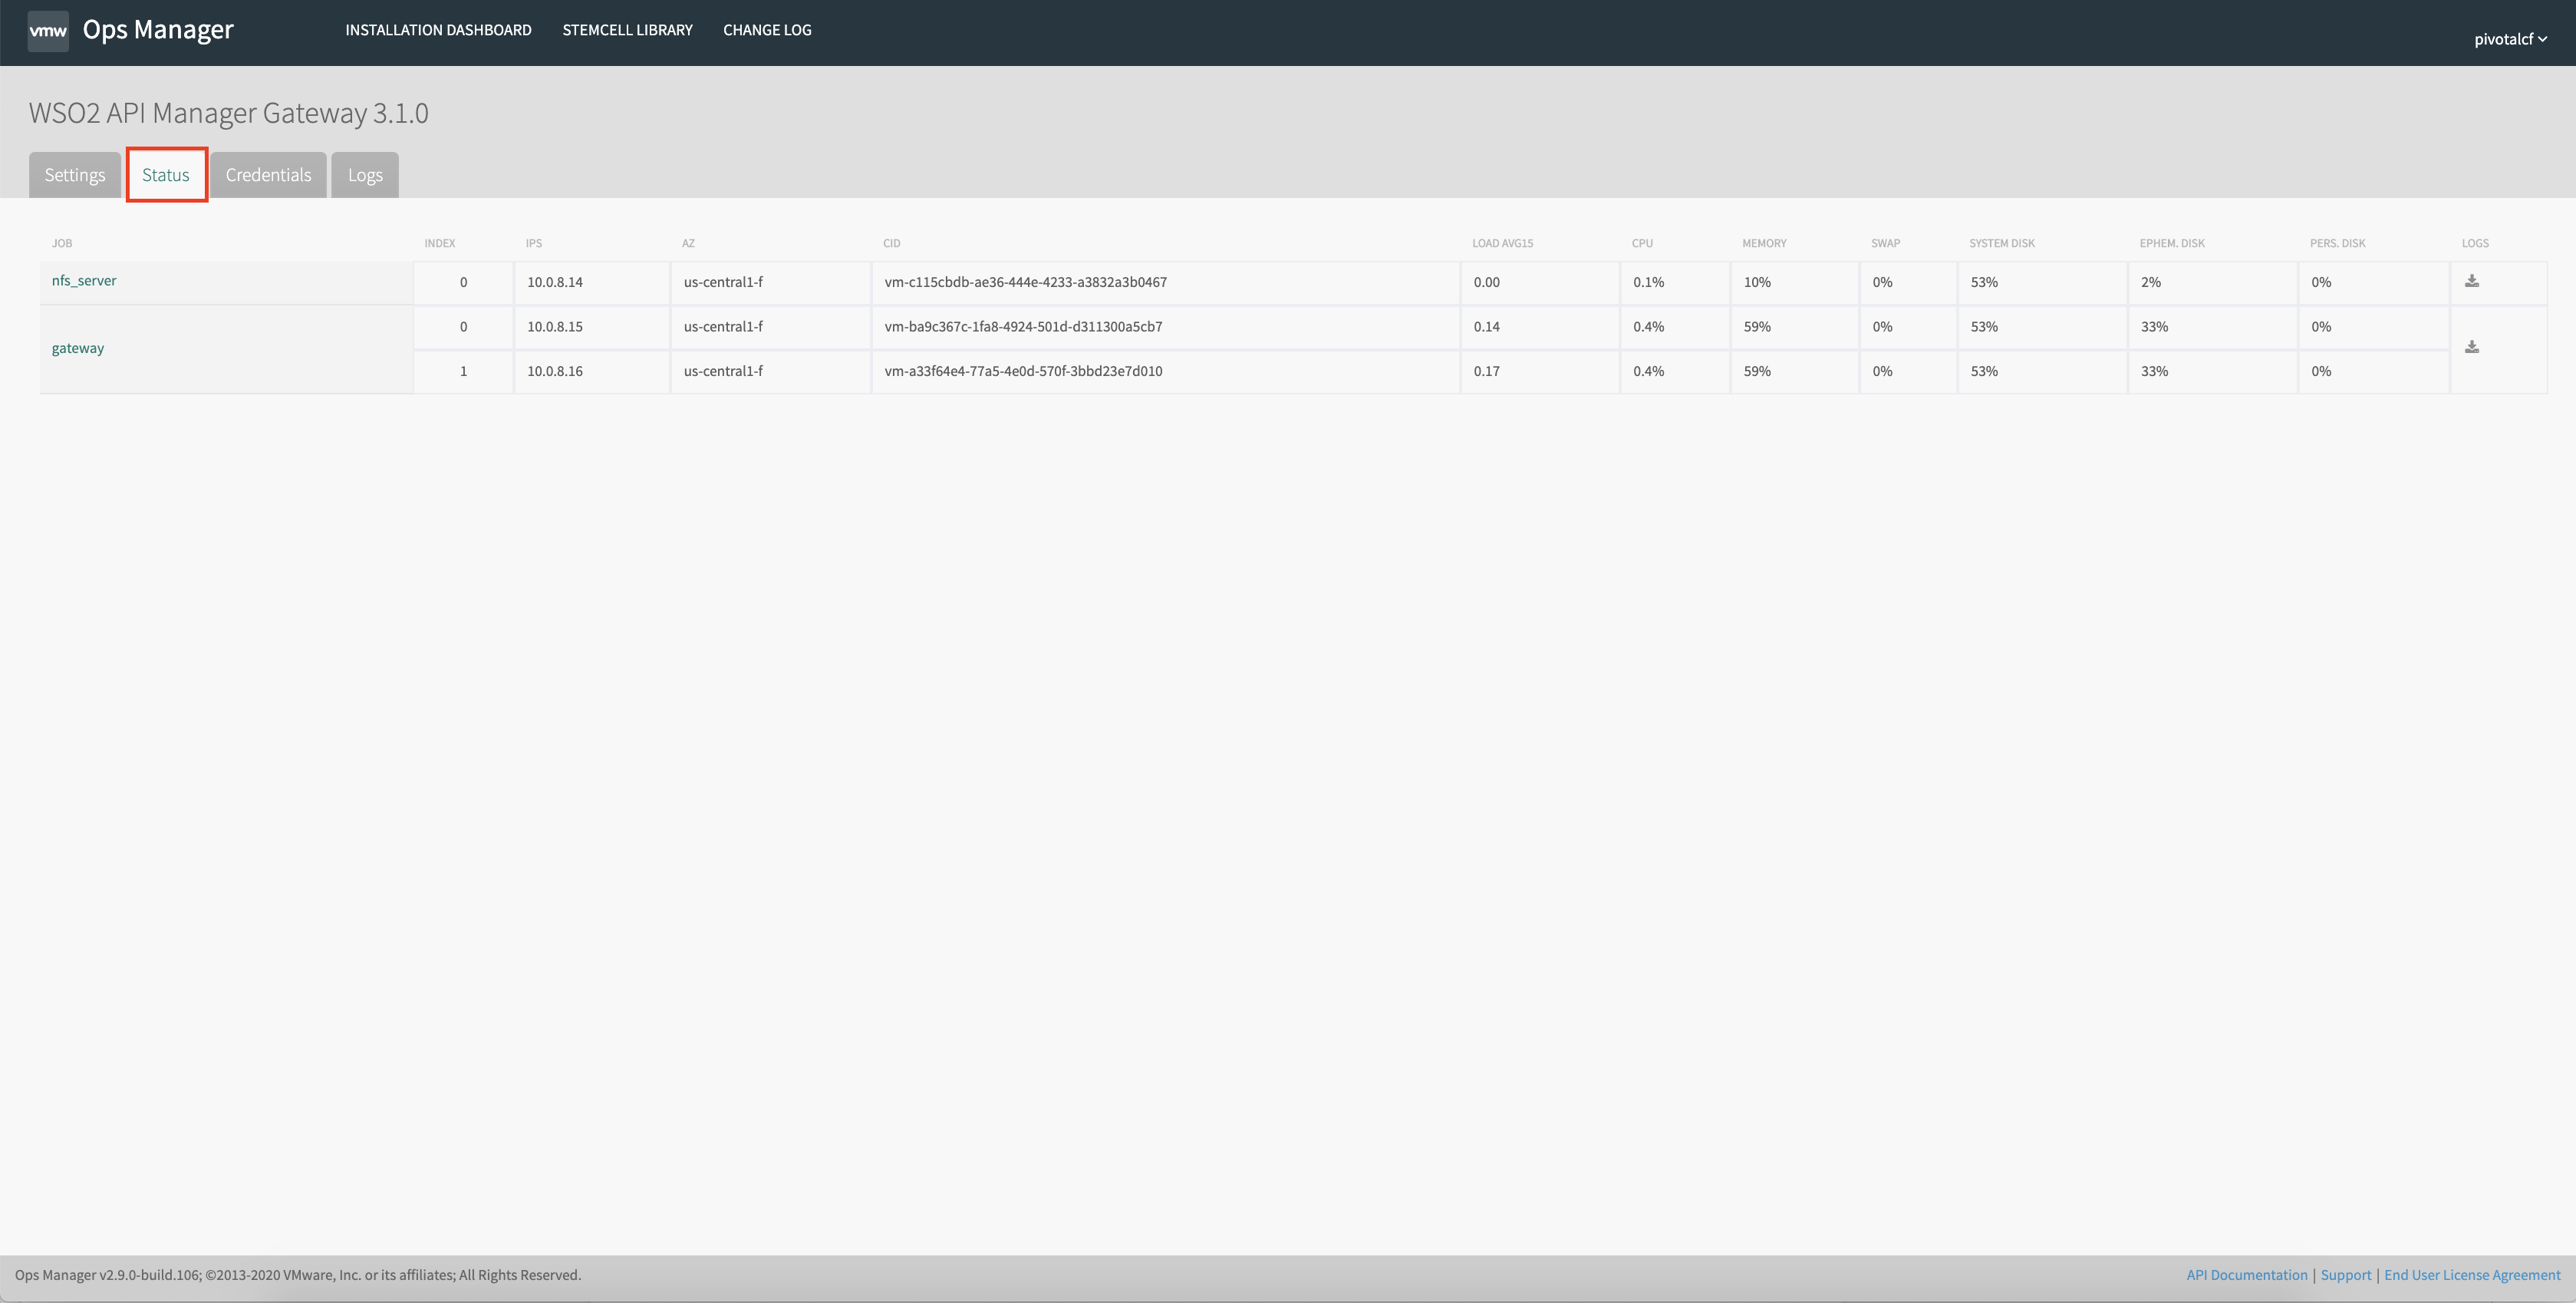 vmw Ops Manager INSTALLATION DASHBOARD STEMCELL LIBRARY CHANGE LOG pivotalcf
WSO2 API Manager Gateway 3.1.0
Settings Status Credentials Logs
JOB INDEX IPS AZ CID LOAD AVG15 CPU MEMORY SWAP SYSTEM DISK EPHEM. DISK PERS. DISK LOGS
nfs_server 0 10.0.8.14 us-central1-f vm-c115cbdb-ae36-444e-4233-a3832a3b0467 0.00 0.1% 10% 0% 53% 2% 0%
gateway 0 10.0.8.15 us-central1-f vm-ba9c367c-1fa8-4924-501d-d311300a5cb7 0.14 0.4% 59% 0% 53% 33% 0%
1 10.0.8.16 us-central1-f vm-a33f64e4-77a5-4e0d-570f-3bbd23e7d010 0.17 0.4% 59% 0% 53% 33% 0%
Ops Manager v2.9.0-build.106; ©2013-2020 VMware, Inc. or its affiliates; All Rights Reserved. API Documentation | Support | End User License Agreement